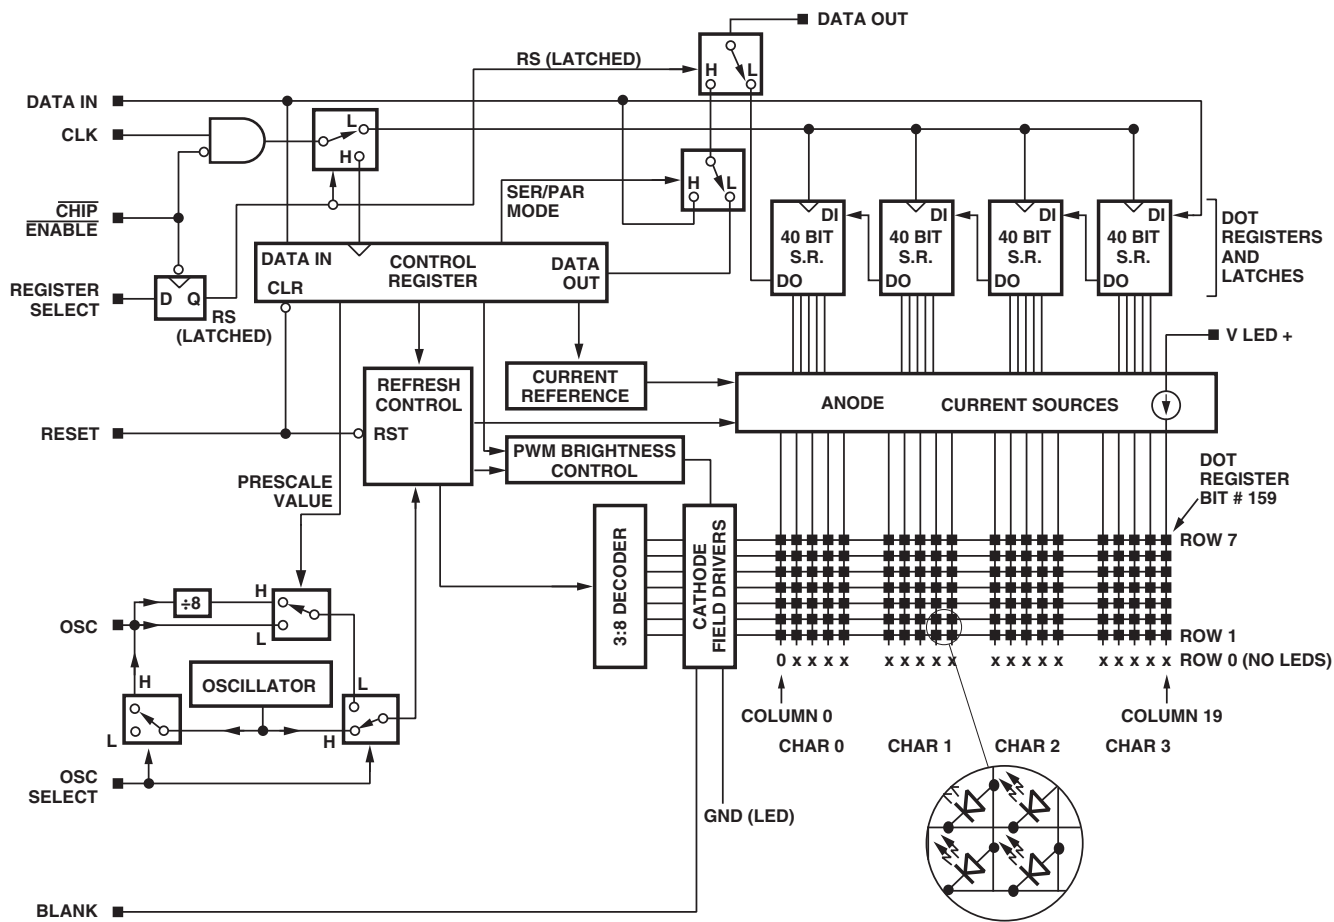 DATA OUT
RS (LATCHED)
H
L
DATA IN
CLK
L
H
H
L
SER/PAR
MODE
CHIP
ENABLE
DI
40 BIT
S.R.
DO
DI
40 BIT
S.R.
DO
DI
40 BIT
S.R.
DO
DI
40 BIT
S.R.
DO
DOT
REGISTERS
AND
LATCHES
DATA IN
CONTROL
REGISTER
DATA
OUT
CLR
REGISTER
SELECT
D Q
RS
(LATCHED)
V LED +
REFRESH
CONTROL
RST
CURRENT
REFERENCE
ANODE CURRENT SOURCES
RESET
PWM BRIGHTNESS
CONTROL
PRESCALE
VALUE
DOT
REGISTER
BIT # 159
3:8 DECODER
CATHODE
FIELD DRIVERS
ROW 7
ROW 1
0 x x x x x x x x x x x x x x x x x x x ROW 0 (NO LEDS)
÷8
H
L
OSC
OSCILLATOR
H
L
L
H
COLUMN 0
COLUMN 19
CHAR 0
CHAR 1
CHAR 2
CHAR 3
OSC
SELECT
GND (LED)
BLANK